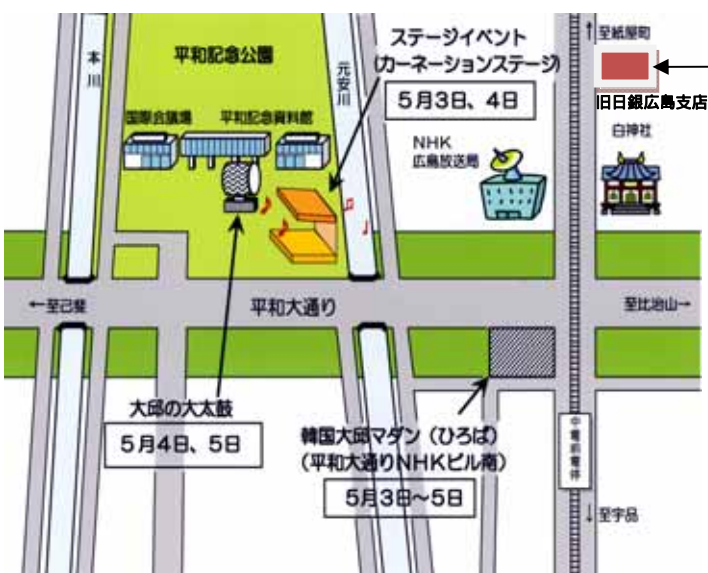 ステージイベント
(カーネーションステージ)
5月3日、4日
↑至紙屋町
旧日銀広島支店
白神社
本川
平和記念公園
元安川
国際会議場
平和記念資料館
NHK
広島放送局
←至己斐
平和大通り
至比治山→
大邱の大太鼓
5月4日、5日
韓国大邱マダン(ひろば)
(平和大通りNHKビル南)
5月3日～5日
中電前電停
↓至宇品